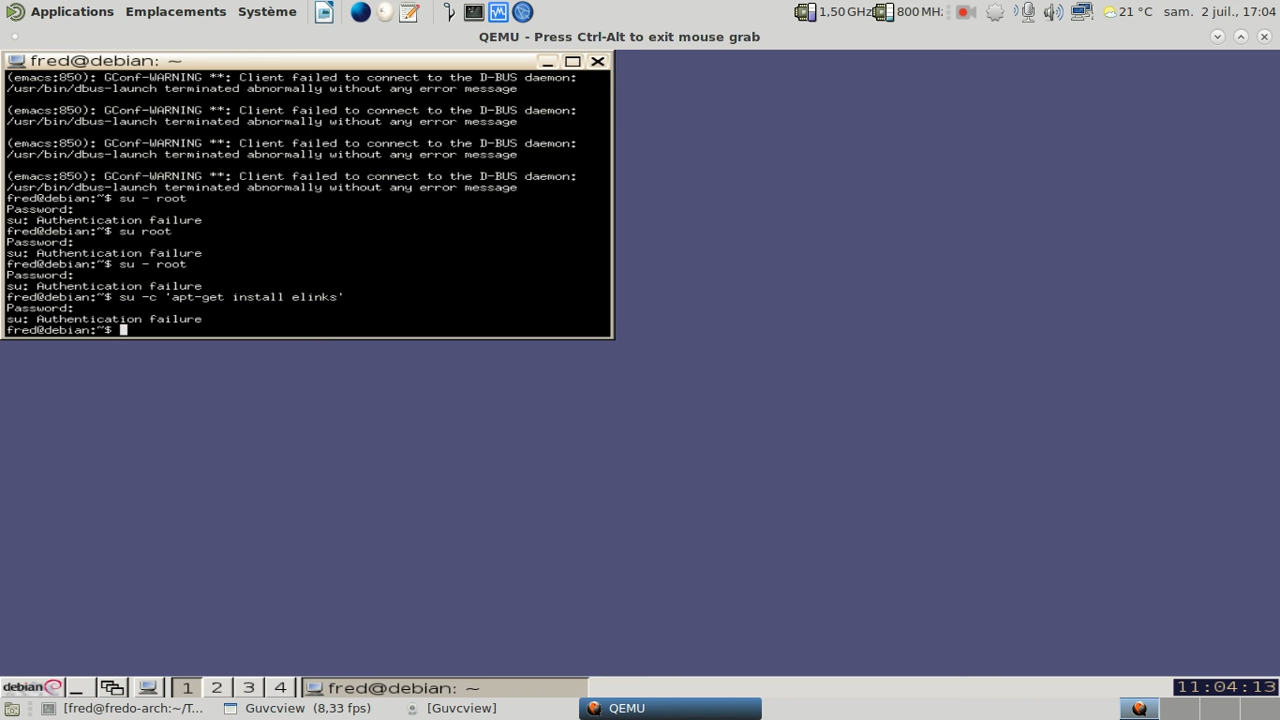 Applications Emplacements Système 1,50 GHz 800 MHz 21 °C sam. 2 juil., 17:04
QEMU - Press Ctrl-Alt to exit mouse grab
fred@debian: ~
(emacs:850): GConf-WARNING **: Client failed to connect to the D-BUS daemon:
/usr/bin/dbus-launch terminated abnormally without any error message
(emacs:850): GConf-WARNING **: Client failed to connect to the D-BUS daemon:
/usr/bin/dbus-launch terminated abnormally without any error message
(emacs:850): GConf-WARNING **: Client failed to connect to the D-BUS daemon:
/usr/bin/dbus-launch terminated abnormally without any error message
(emacs:850): GConf-WARNING **: Client failed to connect to the D-BUS daemon:
/usr/bin/dbus-launch terminated abnormally without any error message
fred@debian:~$ su - root
Password:
su: Authentication failure
fred@debian:~$ su root
Password:
su: Authentication failure
fred@debian:~$ su - root
Password:
su: Authentication failure
fred@debian:~$ su -c 'apt-get install elinks'
Password:
su: Authentication failure
fred@debian:~$
debian 1 2 3 4 fred@debian: ~ 11:04:13
[fred@fredo-arch:~/T... Guvcview (8,33 fps) [Guvcview] QEMU